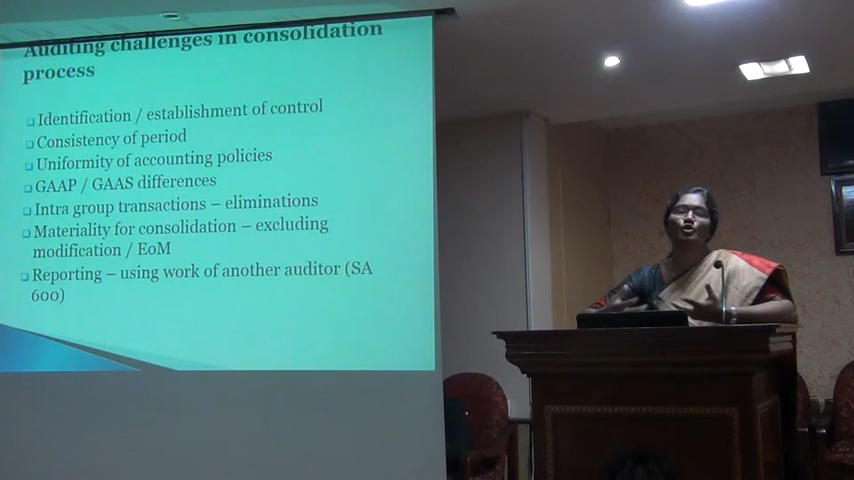 Auditing challenges in consolidation
process
Identification / establishment of control
Consistency of period
Uniformity of accounting policies
GAAP / GAAS differences
Intra group transactions – eliminations
Materiality for consolidation – excluding
modification / EoM
Reporting – using work of another auditor (SA
600)